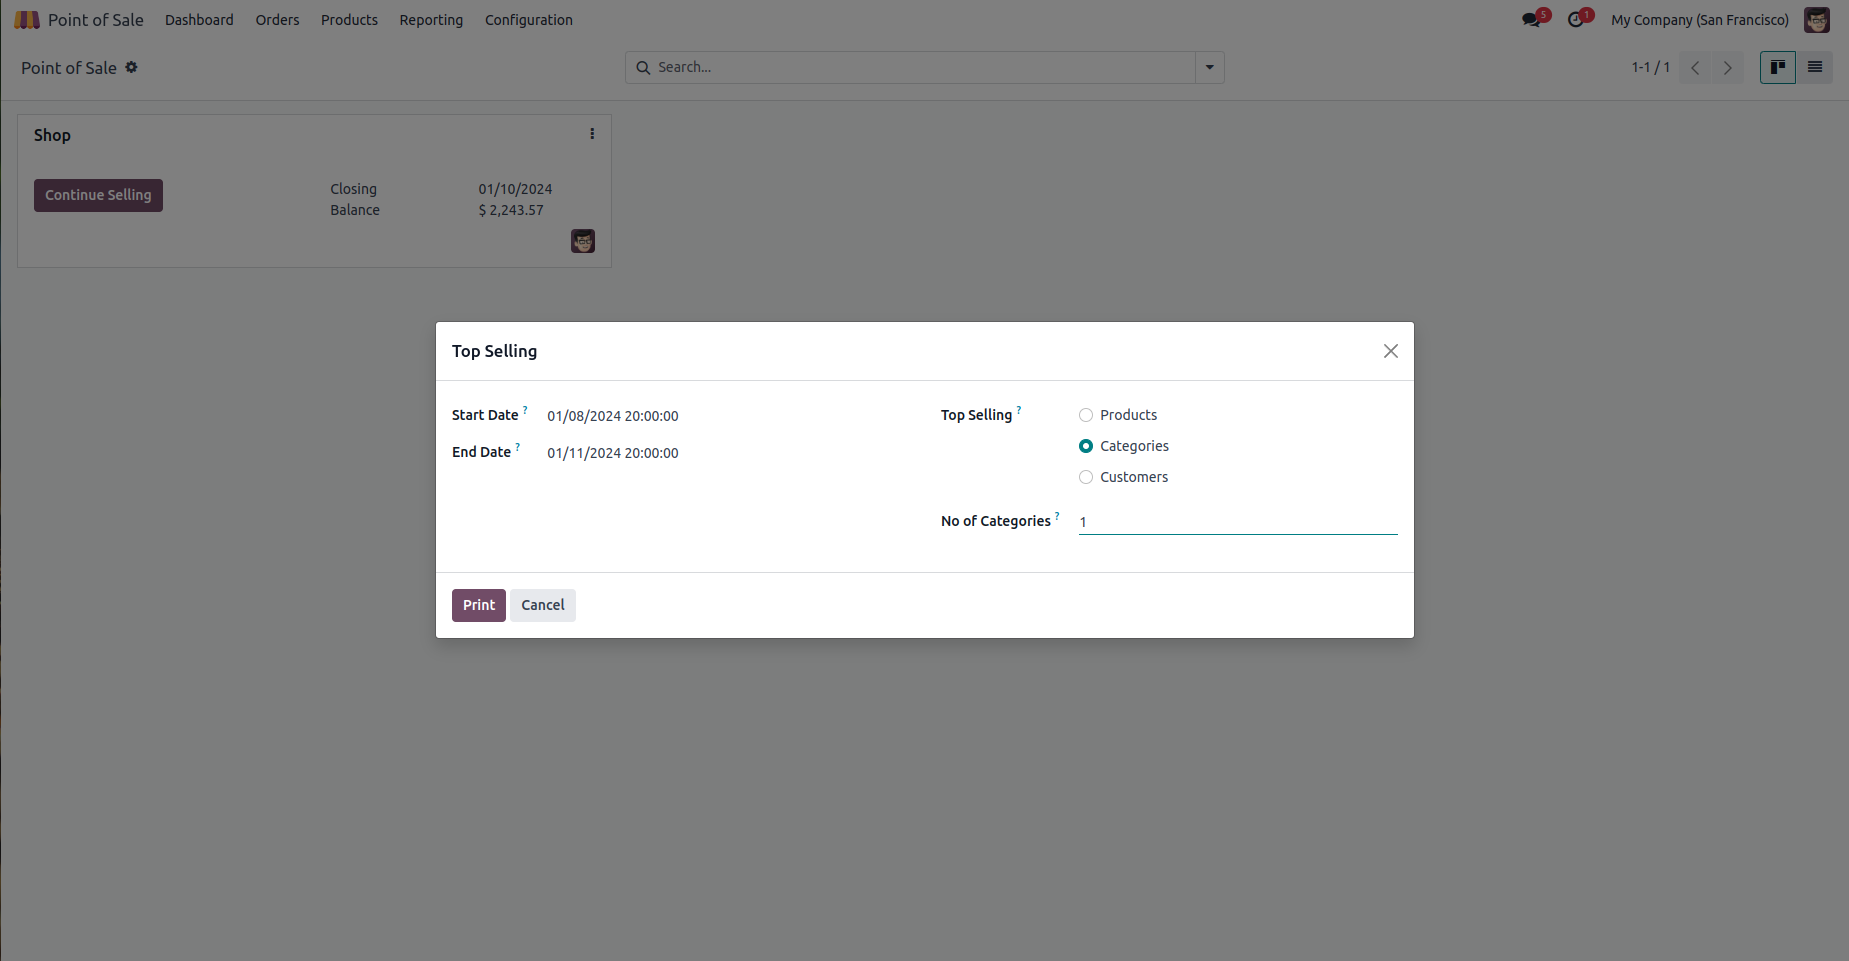 Point of Sale Dashboard Orders Products Reporting Configuration 5 1 My Company (San Francisco)
Point of Sale Search... 1-1 / 1
Shop
Continue Selling Closing 01/10/2024
Balance $ 2,243.57
Top Selling
Start Date ? 01/08/2024 20:00:00 Top Selling ? Products
End Date ? 01/11/2024 20:00:00 Categories
Customers
No of Categories ? 1
Print Cancel